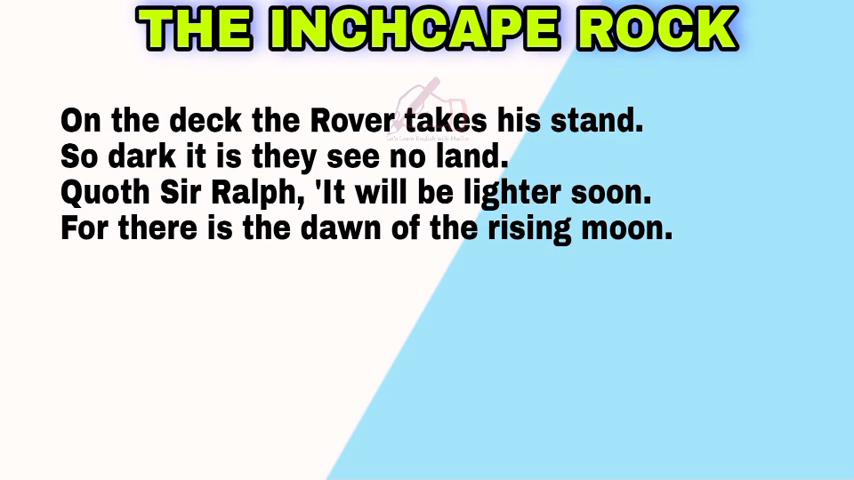 THE INCHCAPE ROCK
On the deck the Rover takes his stand.
So dark it is they see no land.
Quoth Sir Ralph, 'It will be lighter soon.
For there is the dawn of the rising moon.